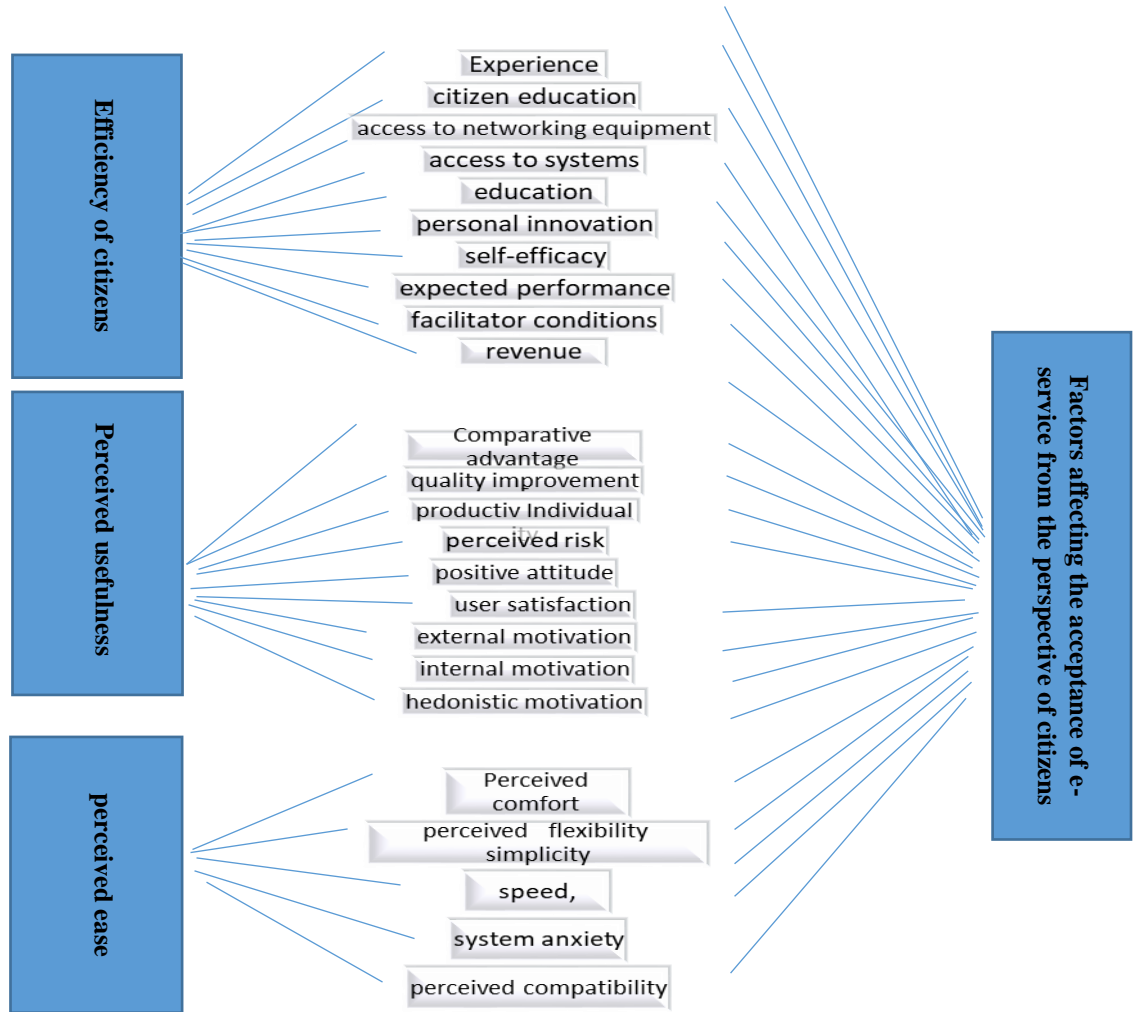 Efficiency of citizens
Experience
citizen education
access to networking equipment
access to systems
education
personal innovation
self-efficacy
expected performance
facilitator conditions
revenue
Perceived usefulness
Comparative
advantage
quality improvement
productiv Individual
ity
perceived risk
positive attitude
user satisfaction
external motivation
internal motivation
hedonistic motivation
perceived ease
Perceived
comfort
perceived flexibility
simplicity
speed,
system anxiety
perceived compatibility
Factors affecting the acceptance of e-
service from the perspective of citizens